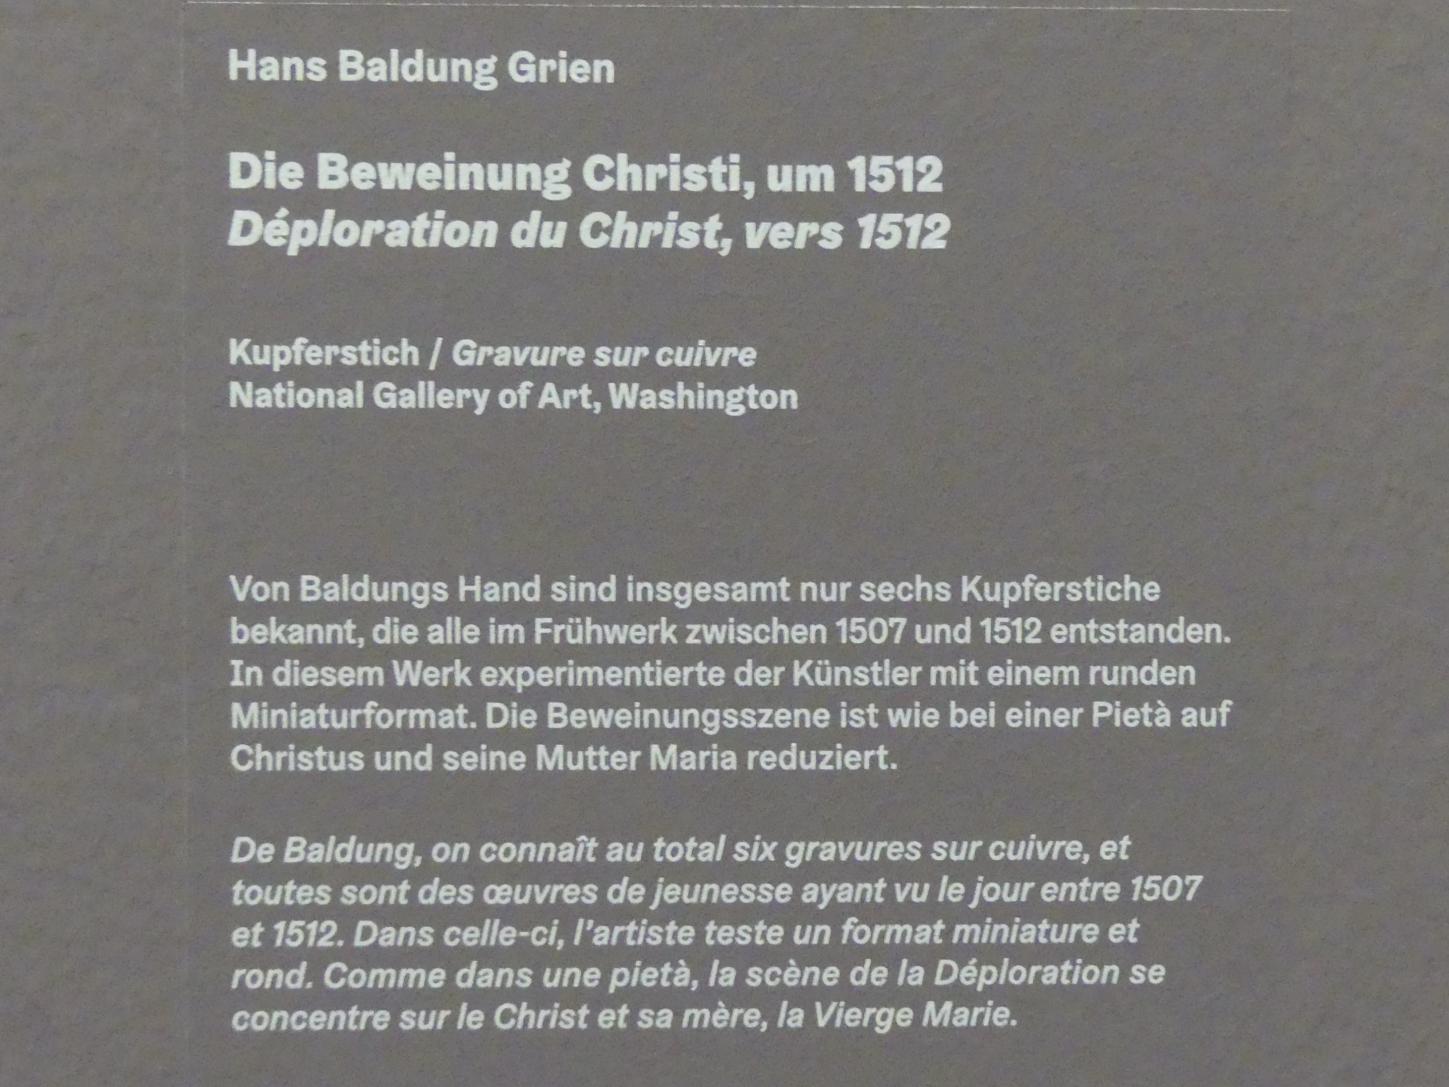 Hans Baldung Grien
Die Beweinung Christi, um 1512
Déploration du Christ, vers 1512
Kupferstich / Gravure sur cuivre
National Gallery of Art, Washington
Von Baldungs Hand sind insgesamt nur sechs Kupferstiche
bekannt, die alle im Frühwerk zwischen 1507 und 1512 entstanden.
In diesem Werk experimentierte der Künstler mit einem runden
Miniaturformat. Die Beweinungsszene ist wie bei einer Pietà auf
Christus und seine Mutter Maria reduziert.
De Baldung, on connaît au total six gravures sur cuivre, et
toutes sont des œuvres de jeunesse ayant vu le jour entre 1507
et 1512. Dans celle-ci, l'artiste teste un format miniature et
rond. Comme dans une pietà, la scène de la Déploration se
concentre sur le Christ et sa mère, la Vierge Marie.